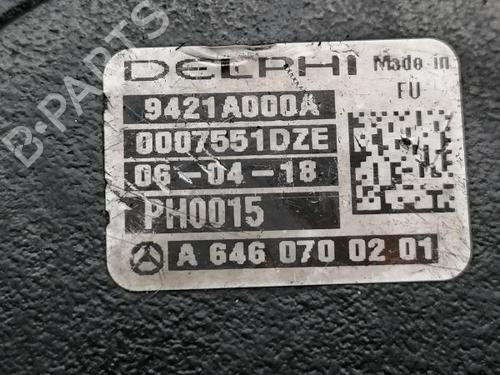 DELPHI
Made in
EU
9421A000A
0007551DZE
06-04-18
PH0015
A 646 070 02 01
B-PARTS